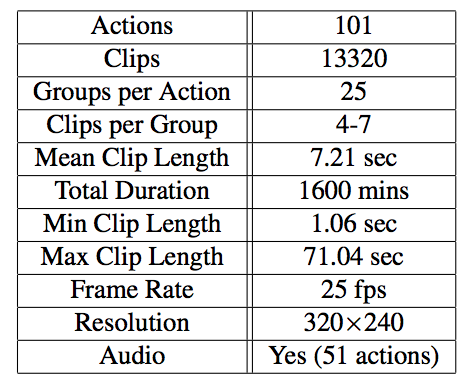 Actions 101
Clips 13320
Groups per Action 25
Clips per Group 4-7
Mean Clip Length 7.21 sec
Total Duration 1600 mins
Min Clip Length 1.06 sec
Max Clip Length 71.04 sec
Frame Rate 25 fps
Resolution 320×240
Audio Yes (51 actions)